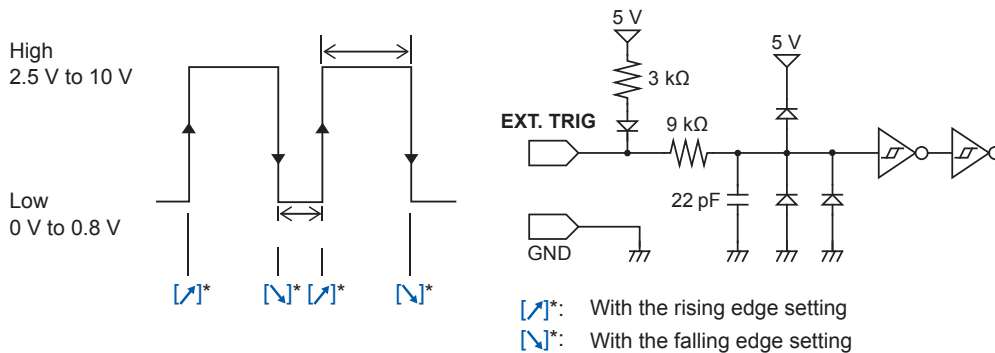 High
2.5 V to 10 V
Low
0 V to 0.8 V
[↗]* [↘]* [↗]* [↘]*
5 V
3 kΩ
5 V
EXT. TRIG
9 kΩ
22 pF
GND
[↗]*: With the rising edge setting
[↘]*: With the falling edge setting